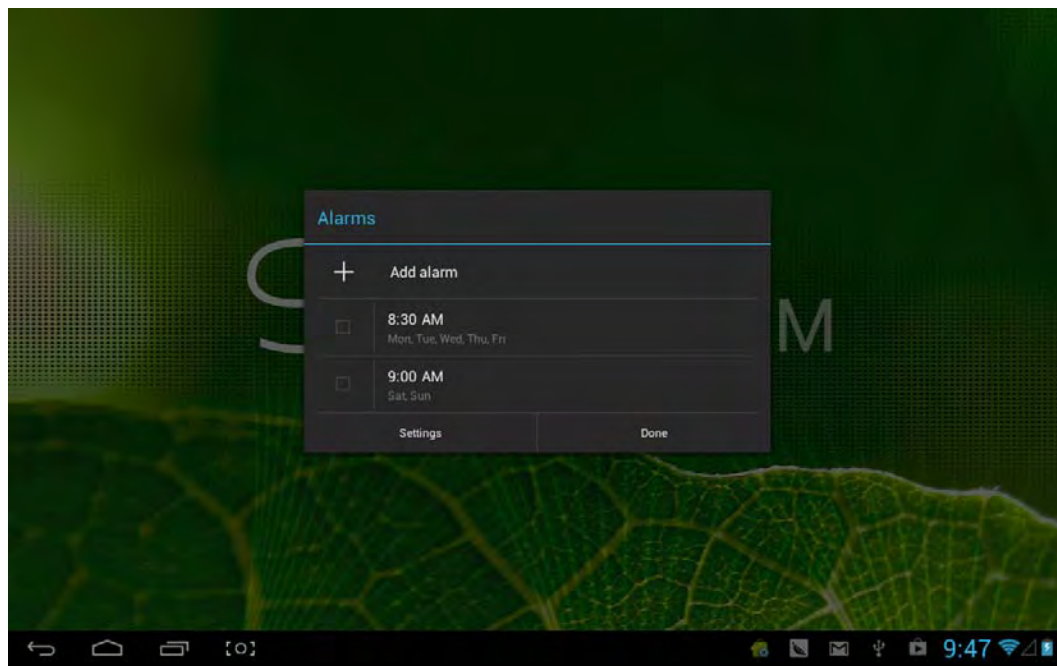 Alarms
Add alarm
8:30 AM
Mon, Tue, Wed, Thu, Fri
9:00 AM
Sat, Sun
Settings
Done
M
9:47